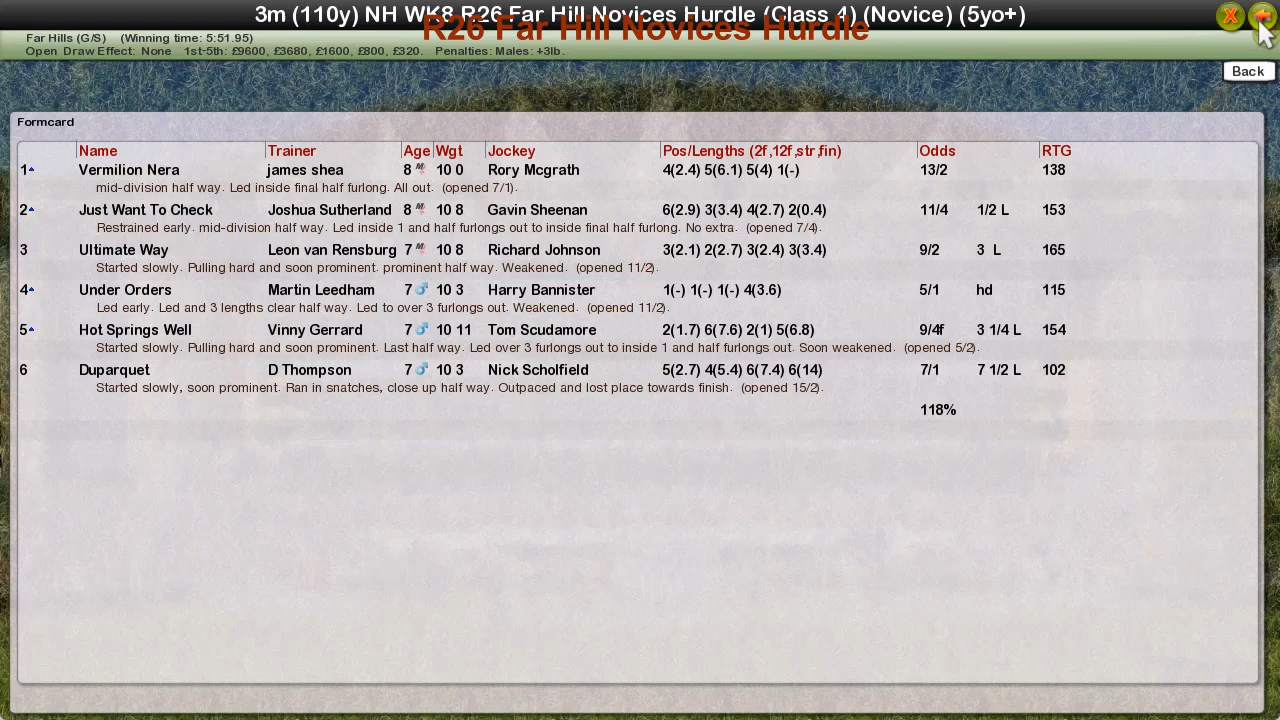 3m (110y) NH WK8 R26 Far Hill Novices Hurdle (Class 4) (Novice) (5yo+)
R26 Far Hill Novices Hurdle
X
Far Hills (G/S) (Winning time: 5:51.95)
Open Draw Effect: None 1st-5th: £9600, £3680, £1600, £800, £320. Penalties: Males: +3lb.
Back
Formcard
Name Trainer Age Wgt Jockey Pos/Lengths (2f,12f,str,fin) Odds RTG
1 Vermilion Nera james shea 8 10 0 Rory Mcgrath 4(2.4) 5(6.1) 5(4) 1(-) 13/2 138
mid-division half way. Led inside final half furlong. All out. (opened 7/1).
2 Just Want To Check Joshua Sutherland 8 10 8 Gavin Sheenan 6(2.9) 3(3.4) 4(2.7) 2(0.4) 11/4 1/2 L 153
Restrained early. mid-division half way. Led inside 1 and half furlongs out to inside final half furlong. No extra. (opened 7/4).
3 Ultimate Way Leon van Rensburg 7 10 8 Richard Johnson 3(2.1) 2(2.7) 3(2.4) 3(3.4) 9/2 3 L 165
Started slowly. Pulling hard and soon prominent. prominent half way. Weakened. (opened 11/2).
4 Under Orders Martin Leedham 7 10 3 Harry Bannister 1(-) 1(-) 1(-) 4(3.6) 5/1 hd 115
Led early. Led and 3 lengths clear half way. Led to over 3 furlongs out. Weakened. (opened 11/2).
5 Hot Springs Well Vinny Gerrard 7 10 11 Tom Scudamore 2(1.7) 6(7.6) 2(1) 5(6.8) 9/4f 3 1/4 L 154
Started slowly. Pulling hard and soon prominent. Last half way. Led over 3 furlongs out to inside 1 and half furlongs out. Soon weakened. (opened 5/2).
6 Duparquet D Thompson 7 10 3 Nick Scholfield 5(2.7) 4(5.4) 6(7.4) 6(14) 7/1 7 1/2 L 102
Started slowly, soon prominent. Ran in snatches, close up half way. Outpaced and lost place towards finish. (opened 15/2).
118%